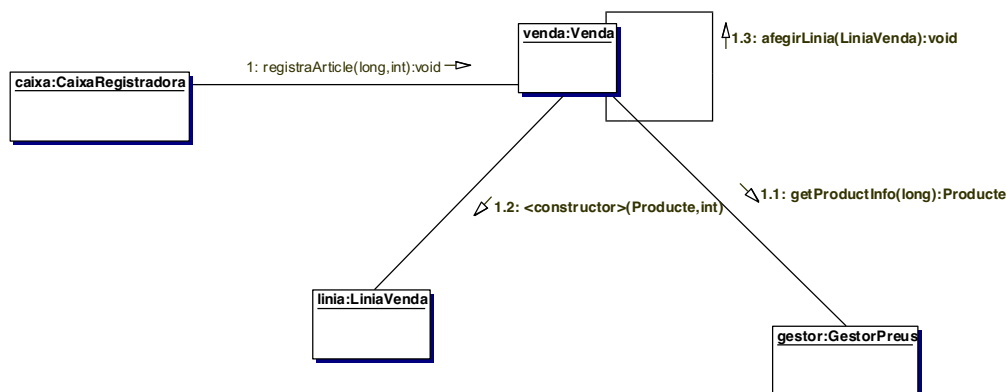 venda:Venda
1.3: afegirLinia(LiniaVenda):void
1: registraArticle(long,int):void
caixa:CaixaRegistradora
1.1: getProductInfo(long):Producte
1.2: <constructor>(Producte,int)
linia:LiniaVenda
gestor:GestorPreus